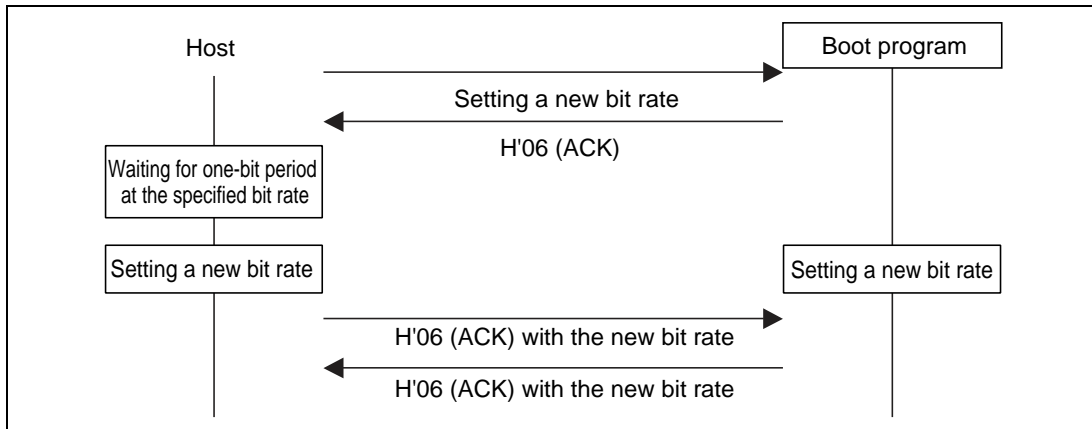 Host
Boot program
Setting a new bit rate
H'06 (ACK)
Waiting for one-bit period
at the specified bit rate
Setting a new bit rate
Setting a new bit rate
H'06 (ACK) with the new bit rate
H'06 (ACK) with the new bit rate